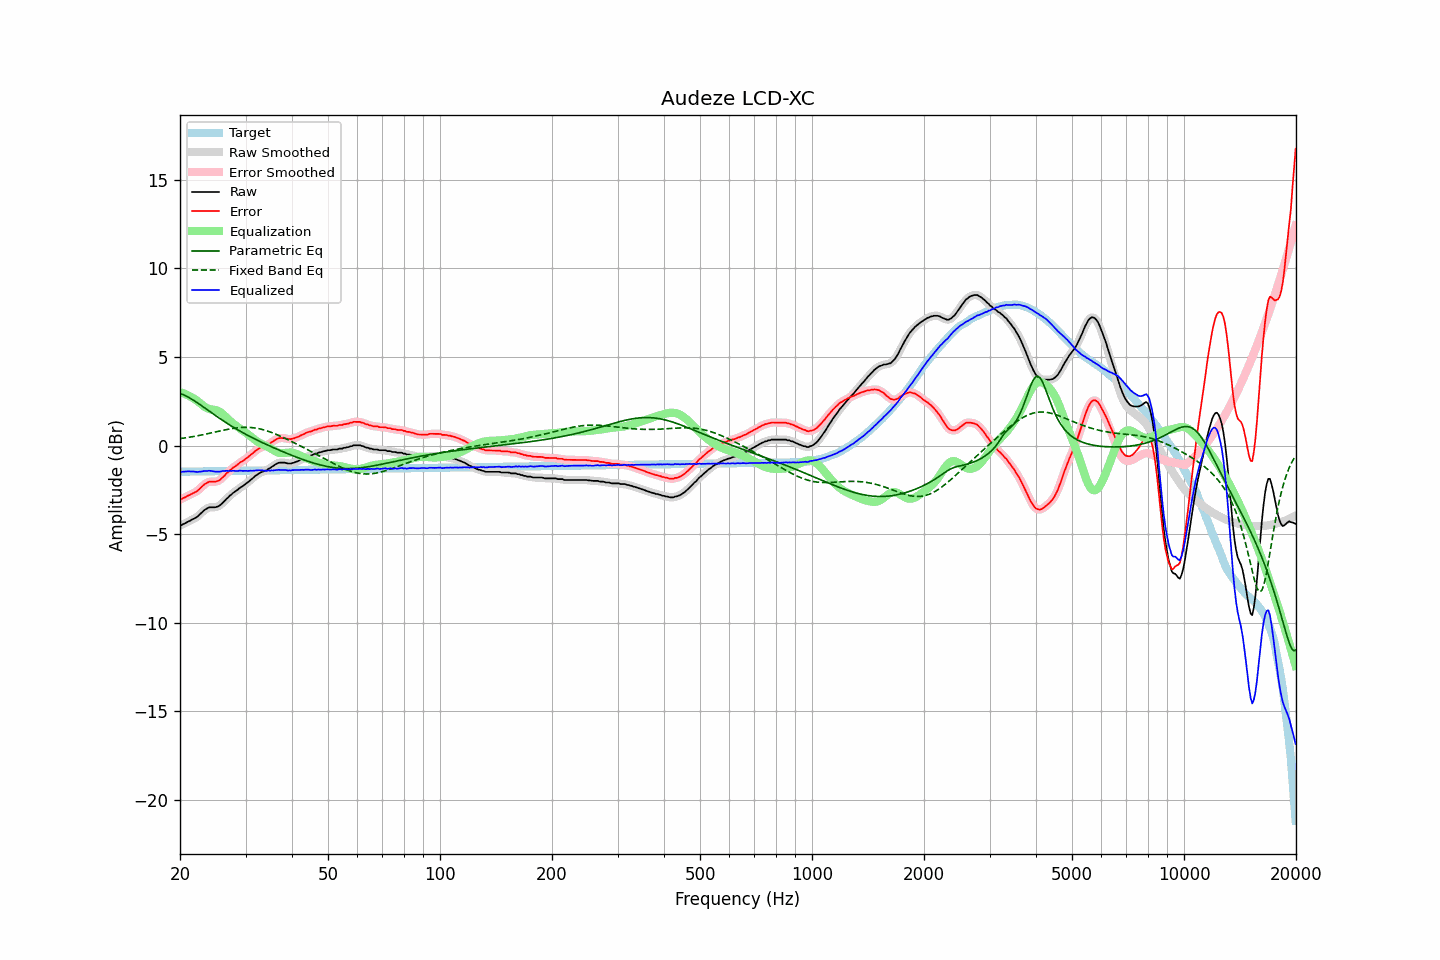 Audeze LCD-XC
Target
Raw Smoothed
Error Smoothed
Raw
Error
Equalization
Parametric Eq
Fixed Band Eq
Equalized
15
10
5
0
−5
−10
−15
−20
Amplitude (dBr)
20
50
100
200
500
1000
2000
5000
10000
20000
Frequency (Hz)